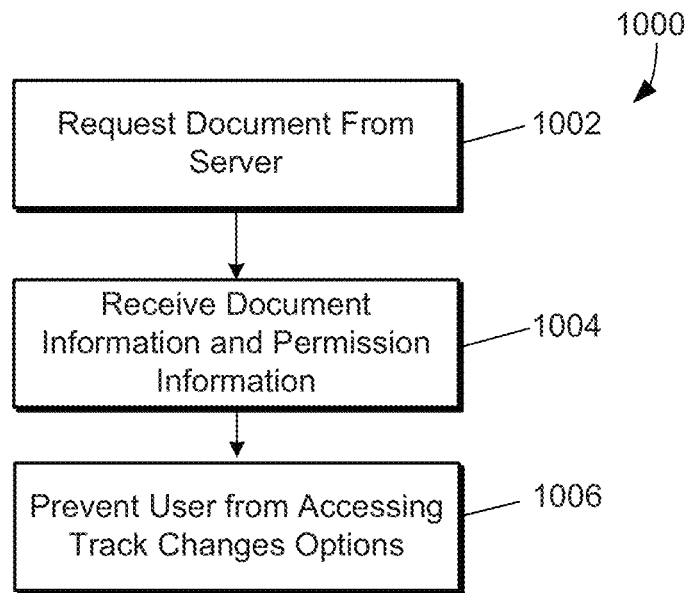 1000
Request Document From
Server
1002
Receive Document
Information and Permission
Information
1004
Prevent User from Accessing
Track Changes Options
1006